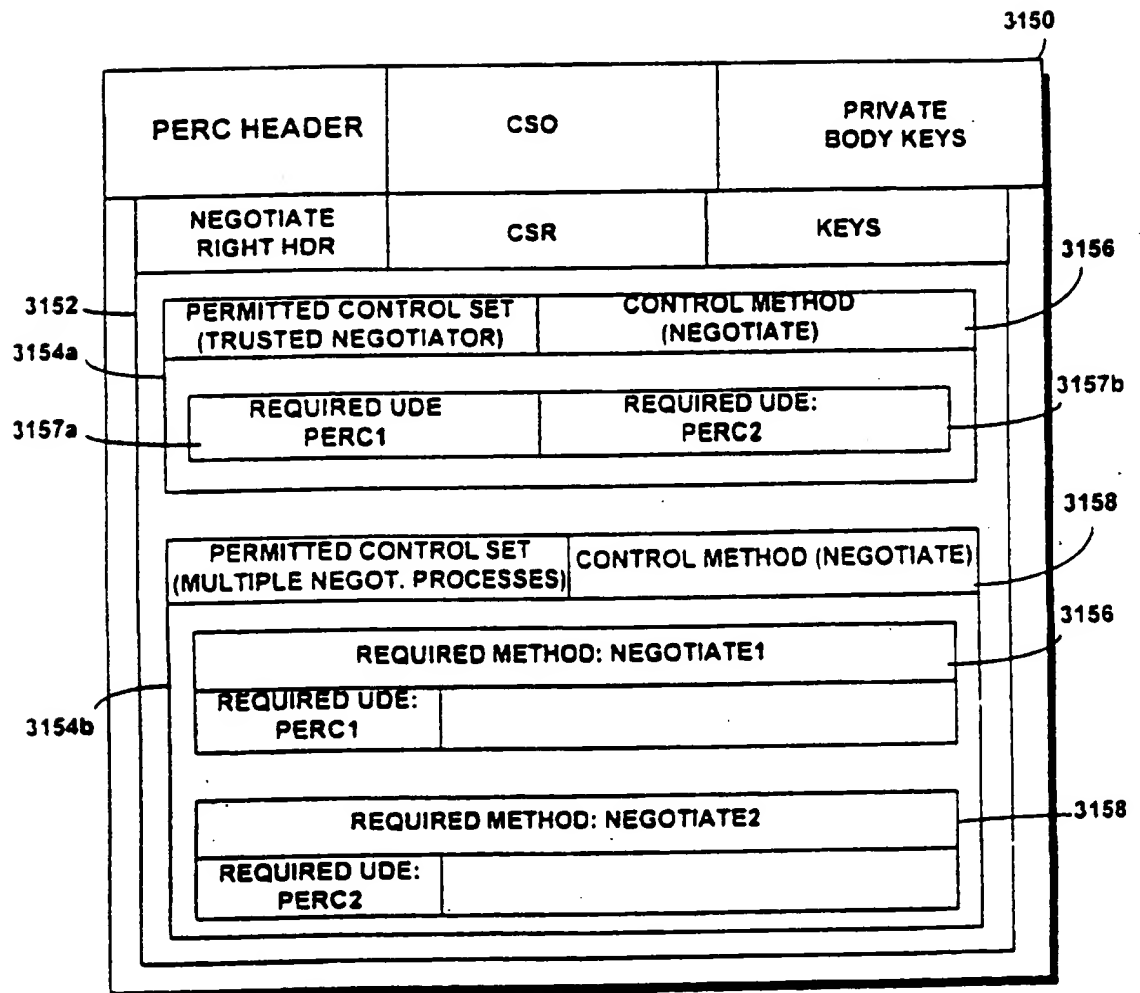 3150
PERC HEADER
CSO
PRIVATE
BODY KEYS
NEGOTIATE
RIGHT HDR
CSR
KEYS
3156
3152
PERMITTED CONTROL SET
(TRUSTED NEGOTIATOR)
CONTROL METHOD
(NEGOTIATE)
3154a
3157b
REQUIRED UDE
PERC1
REQUIRED UDE:
PERC2
3157a
3158
PERMITTED CONTROL SET
(MULTIPLE NEGOT. PROCESSES)
CONTROL METHOD (NEGOTIATE)
3156
REQUIRED METHOD: NEGOTIATE1
REQUIRED UDE:
PERC1
3154b
REQUIRED METHOD: NEGOTIATE2
3158
REQUIRED UDE:
PERC2